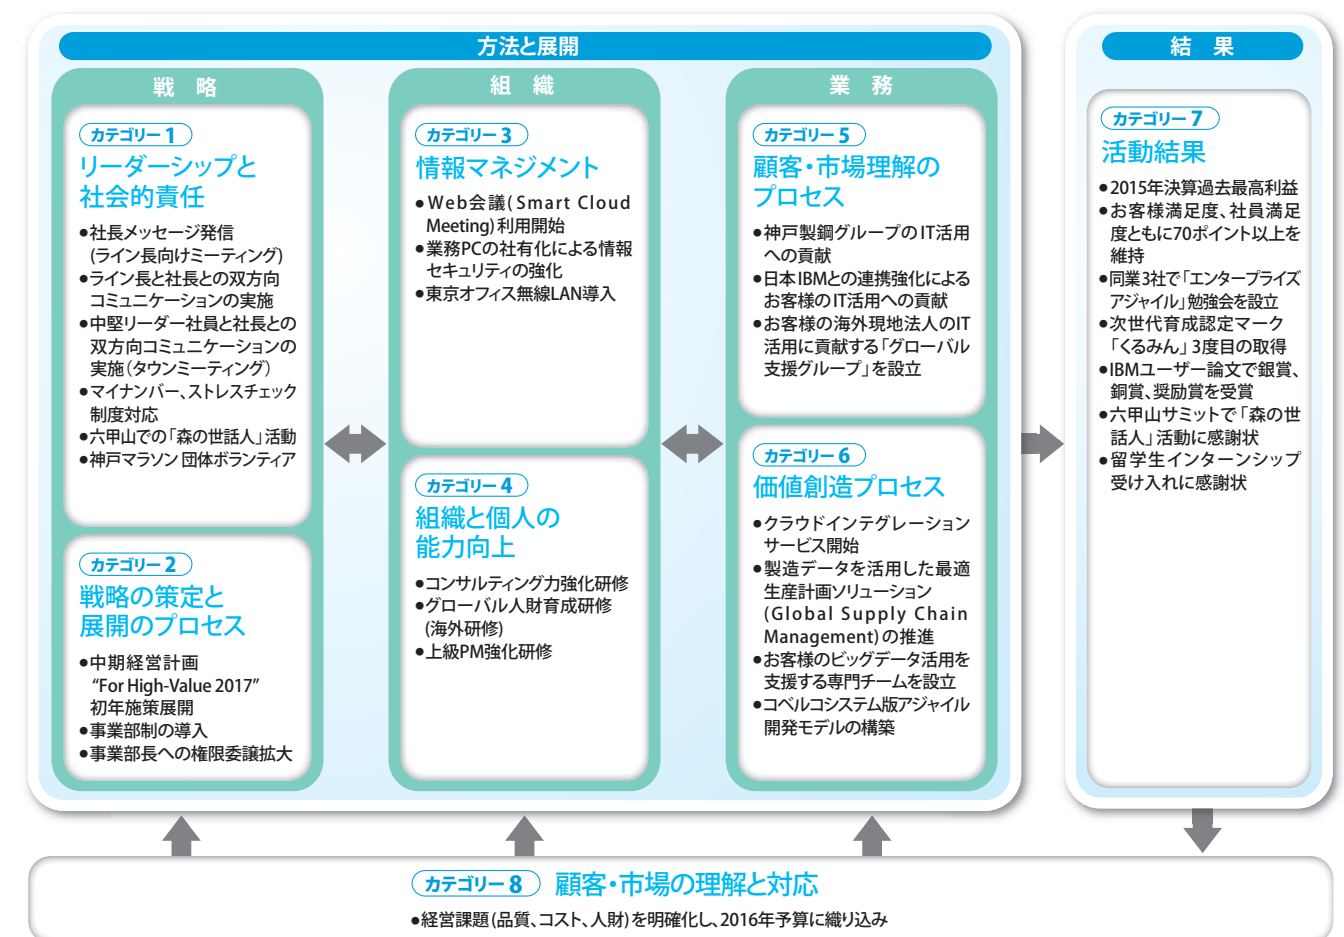 方法と展開
戦 略
カテゴリー 1
リーダーシップと
社会的責任
●社長メッセージ発信
(ライン長向けミーティング)
●ライン長と社長との双方向
コミュニケーションの実施
●中堅リーダー社員と社長との
双方向コミュニケーションの
実施(タウンミーティング)
●マイナンバー、ストレスチェック
制度対応
●六甲山での「森の世話人」活動
●神戸マラソン 団体ボランティア
カテゴリー 2
戦略の策定と
展開のプロセス
●中期経営計画
“For High-Value 2017”
初年施策展開
●事業部制の導入
●事業部長への権限委譲拡大
組 織
カテゴリー 3
情報マネジメント
●Web会議(Smart Cloud
Meeting)利用開始
●業務PCの社有化による情報
セキュリティの強化
●東京オフィス無線LAN導入
カテゴリー 4
組織と個人の
能力向上
●コンサルティング力強化研修
●グローバル人財育成研修
(海外研修)
●上級PM強化研修
業 務
カテゴリー 5
顧客・市場理解の
プロセス
●神戸製鋼グループのIT活用
への貢献
●日本IBMとの連携強化による
お客様のIT活用への貢献
●お客様の海外現地法人のIT
活用に貢献する「グローバル
支援グループ」を設立
カテゴリー 6
価値創造プロセス
●クラウドインテグレーション
サービス開始
●製造データを活用した最適
生産計画ソリューション
(Global Supply Chain
Management)の推進
●お客様のビッグデータ活用を
支援する専門チームを設立
●コベルコシステム版アジャイル
開発モデルの構築
結 果
カテゴリー 7
活動結果
●2015年決算過去最高利益
●お客様満足度、社員満足
度ともに70ポイント以上を
維持
●同業3社で「エンタープライズ
アジャイル」勉強会を設立
●次世代育成認定マーク
「くるみん」3度目の取得
●IBMユーザー論文で銀賞、
銅賞、奨励賞を受賞
●六甲山サミットで「森の世
話人」活動に感謝状
●留学生インターンシップ
受け入れに感謝状
カテゴリー 8 顧客・市場の理解と対応
●経営課題(品質、コスト、人財)を明確化し、2016年予算に織り込み